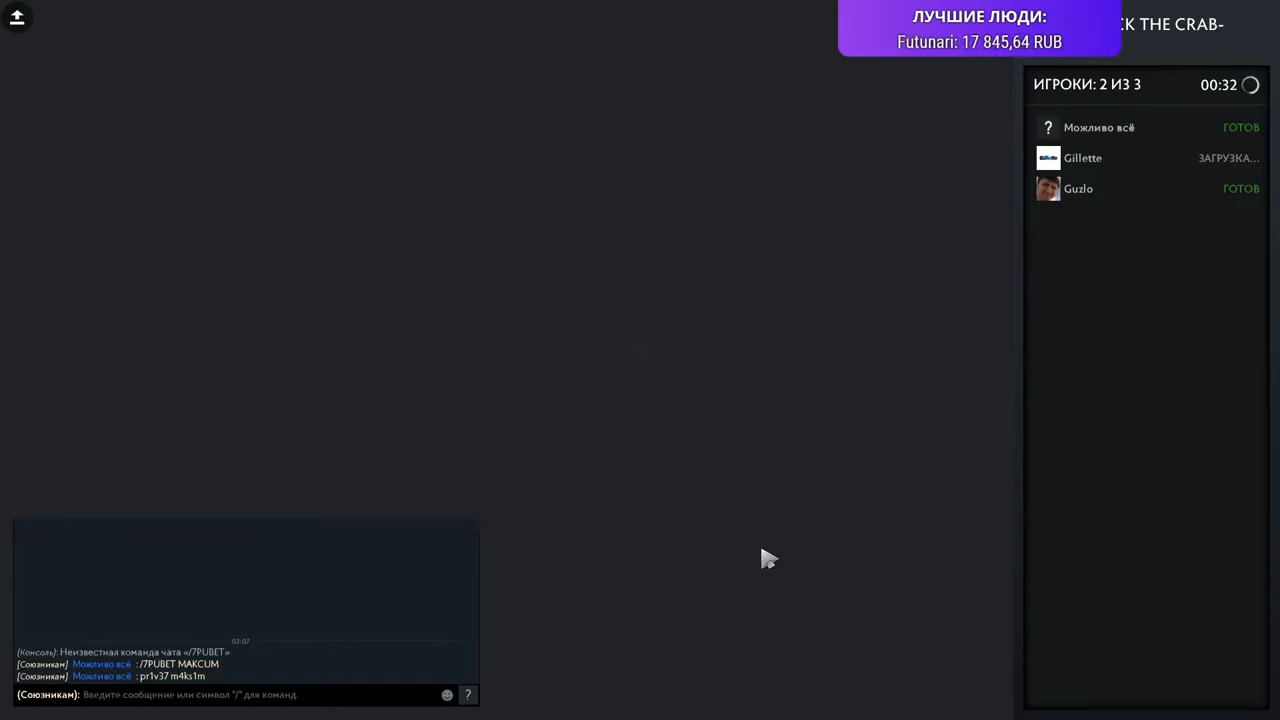 ЛУЧШИЕ ЛЮДИ:
Futunari: 17 845,64 RUB
CK THE CRAB-
ИГРОКИ: 2 ИЗ 3 00:32
? Можливо всё ГОТОВ
Gillette ЗАГРУЗКА...
Guzlo ГОТОВ
02:07
(Консоль): Неизвестная команда чата «/7PUBET»
[Союзникам] Можливо всё : /7PUBET MAKCUM
[Союзникам] Можливо всё : pr1v37 m4ks1m
(Союзникам): Введите сообщение или символ "/" для команд. ?